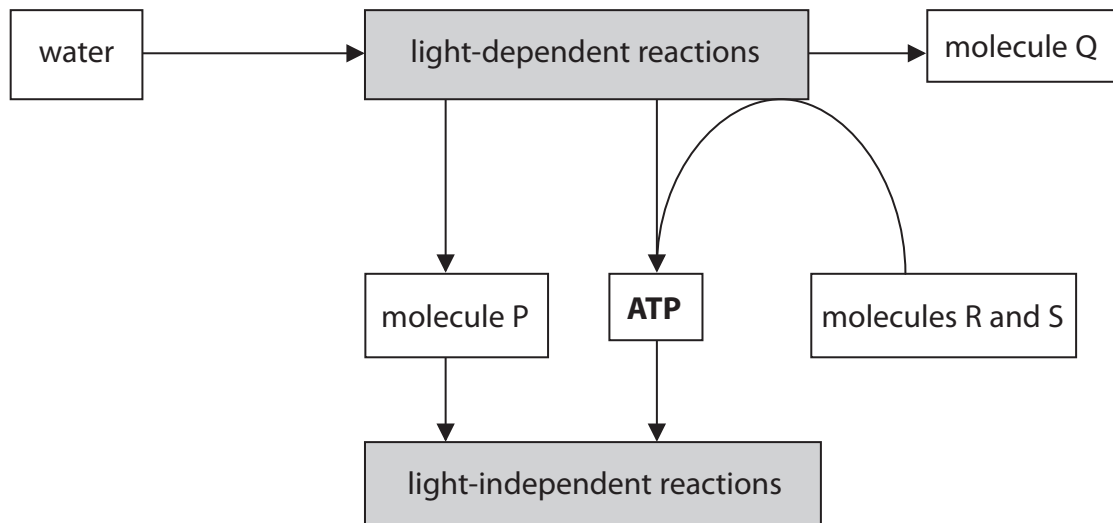 water
light-dependent reactions
molecule Q
molecule P
ATP
molecules R and S
light-independent reactions